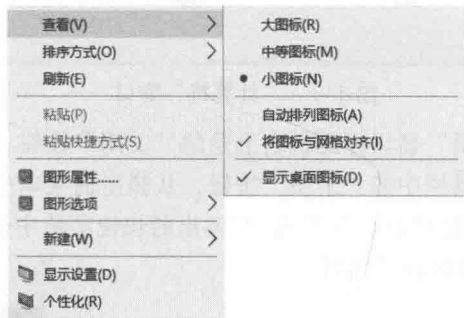 查看(V)
排序方式(O)
刷新(E)
粘贴(P)
粘贴快捷方式(S)
图形属性......
图形选项
新建(W)
显示设置(D)
个性化(R)
大图标(R)
中等图标(M)
小图标(N)
自动排列图标(A)
将图标与网格对齐(I)
显示桌面图标(D)